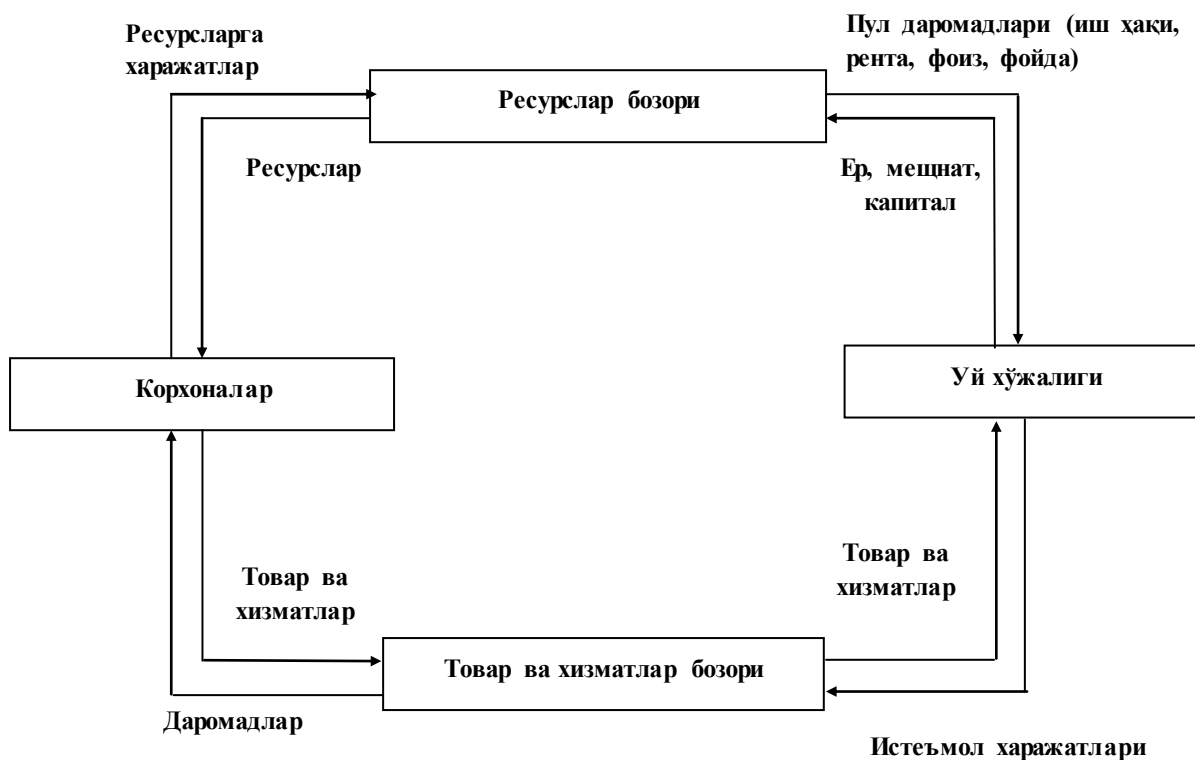 Ресурсларга
харажатлар
Пул даромадлари (иш ҳақи,
рента, фоиз, фойда)
Ресурслар бозори
Ресурслар
Ер, мещнат,
капитал
Корхоналар
Уй хўжалиги
Товар ва
хизматлар
Товар ва
хизматлар
Товар ва хизматлар бозори
Даромадлар
Истеъмол харажатлари